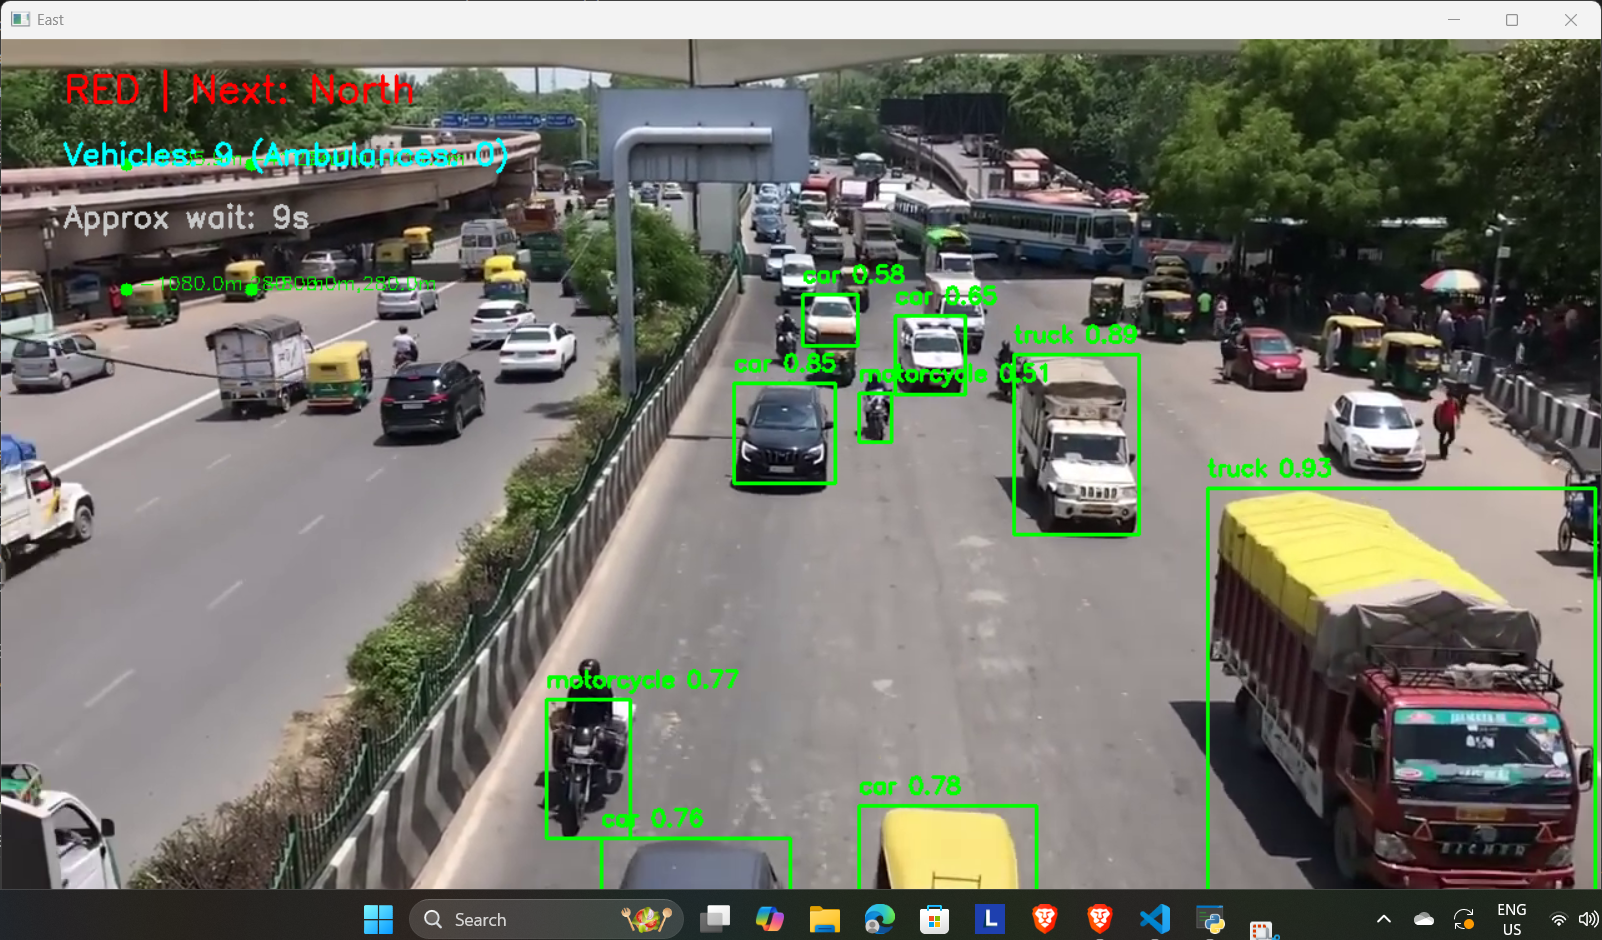 East
RED | Next: North
Vehicles: 9 (Ambulances: 0)
Approx wait: 9s
car 0.58
car 0.65
truck 0.89
car 0.85
motorcycle 0.51
truck 0.93
motorcycle 0.77
car 0.78
car 0.76
EICHER
Search
ENG
US